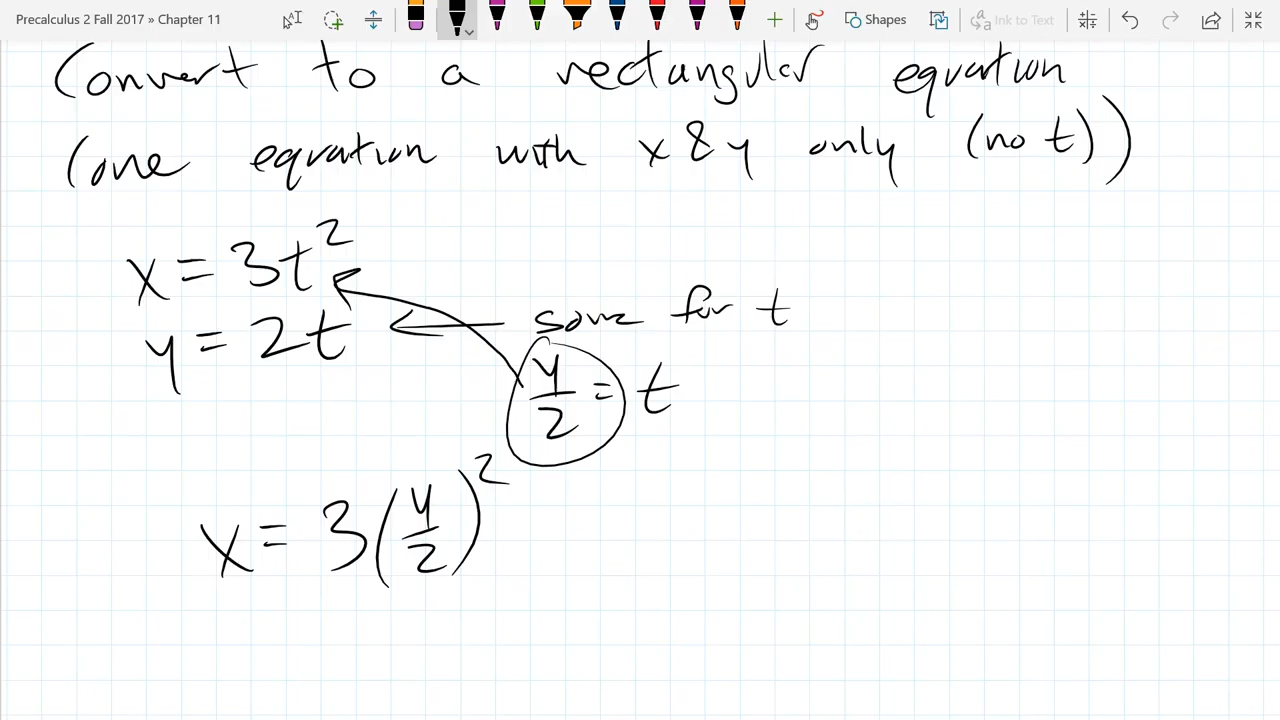 Precalculus 2 Fall 2017 » Chapter 11
Shapes
Ink to Text
Convert to a rectangular equation
(one equation with x & y only (no t))
x = 3t²
y = 2t
solve for t
y/2 = t
x = 3(y/2)²